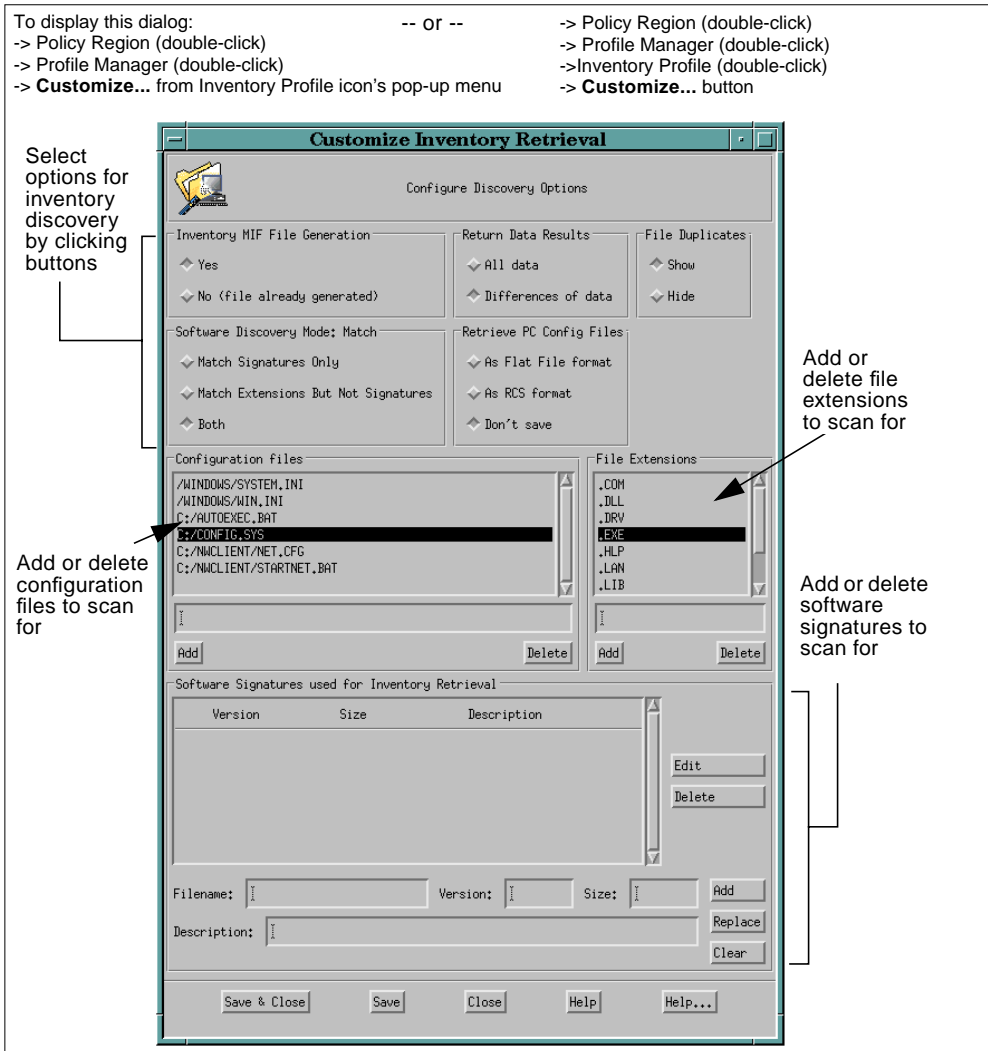 To display this dialog:
-> Policy Region (double-click)
-> Profile Manager (double-click)
-> Customize... from Inventory Profile icon's pop-up menu
-- or --
-> Policy Region (double-click)
-> Profile Manager (double-click)
->Inventory Profile (double-click)
-> Customize... button
Customize Inventory Retrieval
Configure Discovery Options
Select
options for
inventory
discovery
by clicking
buttons
Inventory MIF File Generation
Yes
No (file already generated)
Return Data Results
All data
Differences of data
File Duplicates
Show
Hide
Software Discovery Mode: Match
Match Signatures Only
Match Extensions But Not Signatures
Both
Retrieve PC Config Files
As Flat File format
As RCS format
Don't save
Add or
delete file
extensions
to scan for
Configuration files
/WINDOWS/SYSTEM.INI
/WINDOWS/WIN.INI
C:/AUTOEXEC.BAT
C:/CONFIG.SYS
C:/NWCLIENT/NET.CFG
C:/NWCLIENT/STARTNET.BAT
Add Delete
File Extensions
.COM
.DLL
.DRV
.EXE
.HLP
.LAN
.LIB
Add Delete
Add or delete
configuration
files to scan
for
Add or delete
software
signatures to
scan for
Software Signatures used for Inventory Retrieval
Version Size Description
Edit
Delete
Filename: Version: Size: Add
Replace
Description:
Clear
Save & Close Save Close Help Help...